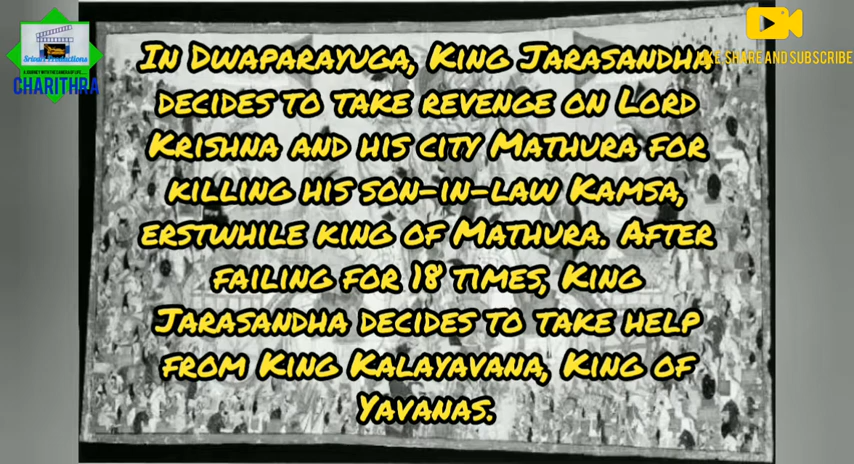 Srivari Productions
CHARITHRA
LIKE SHARE AND SUBSCRIBE
In Dwaparayuga, King Jarasandha
decides to take revenge on Lord
Krishna and his city Mathura for
killing his son-in-law Kamsa,
erstwhile king of Mathura. After
failing for 18 times, King
Jarasandha decides to take help
from King Kalayavana, King of
Yavanas.